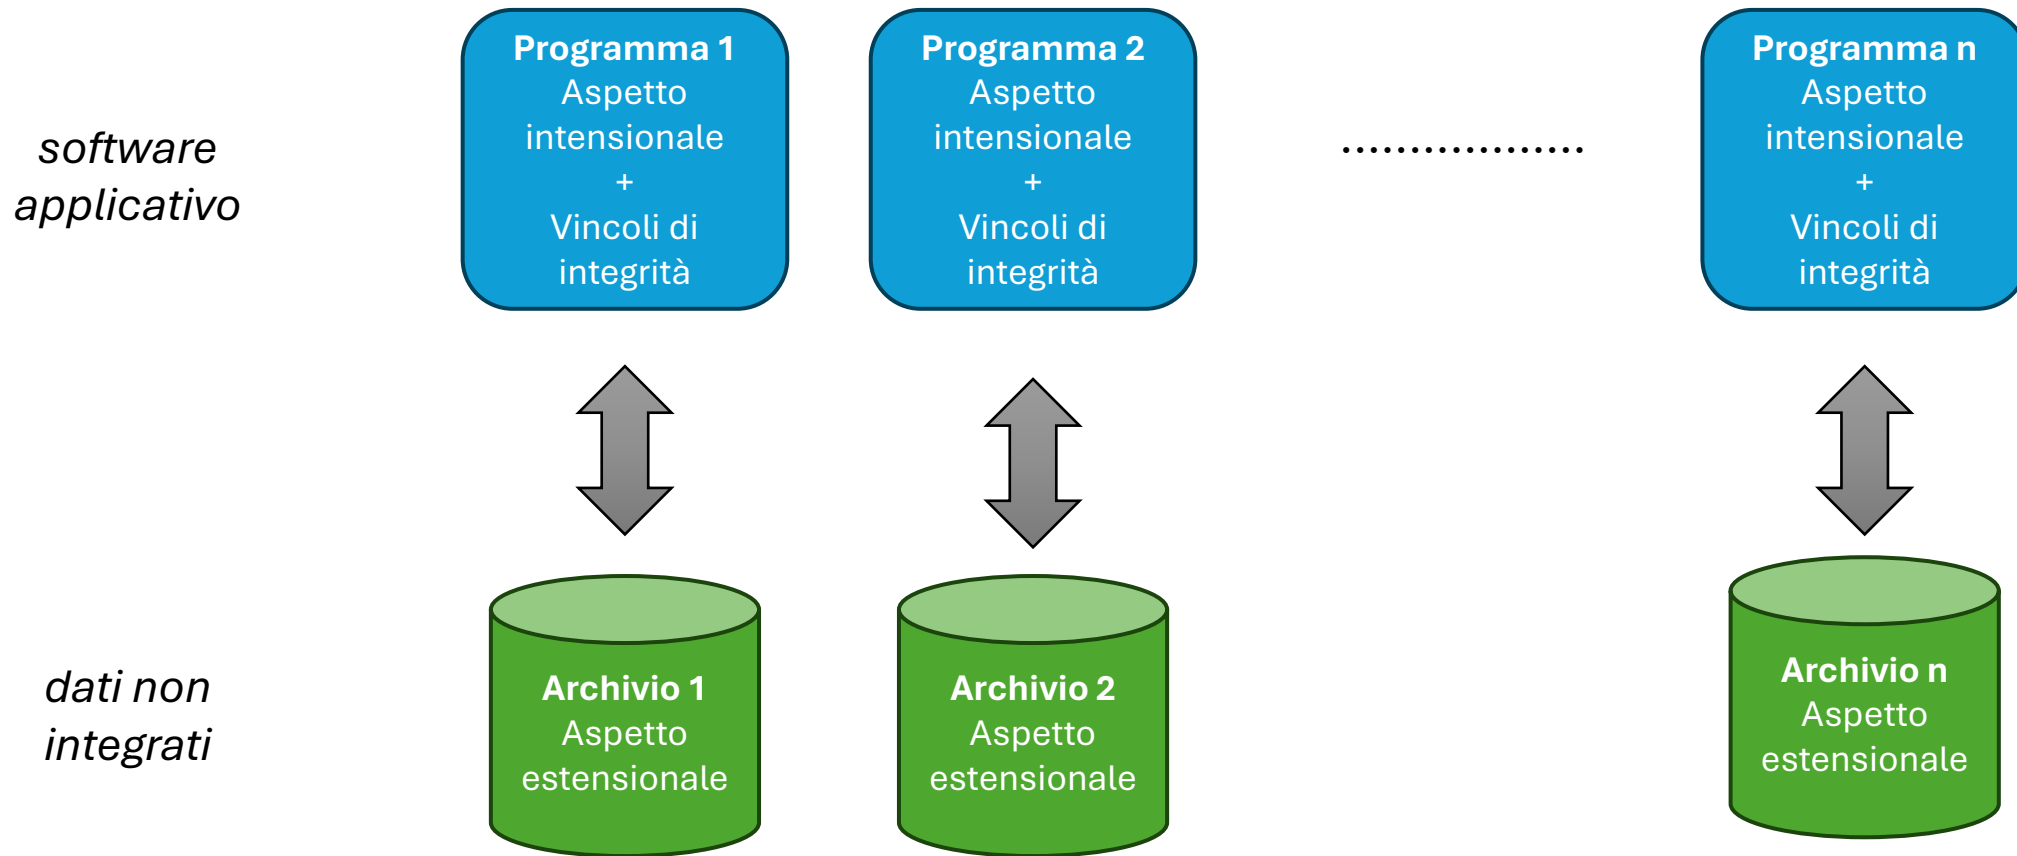 software
applicativo
Programma 1
Aspetto
intensionale
+
Vincoli di
integrità
Programma 2
Aspetto
intensionale
+
Vincoli di
integrità
..................
Programma n
Aspetto
intensionale
+
Vincoli di
integrità
dati non
integrati
Archivio 1
Aspetto
estensionale
Archivio 2
Aspetto
estensionale
Archivio n
Aspetto
estensionale